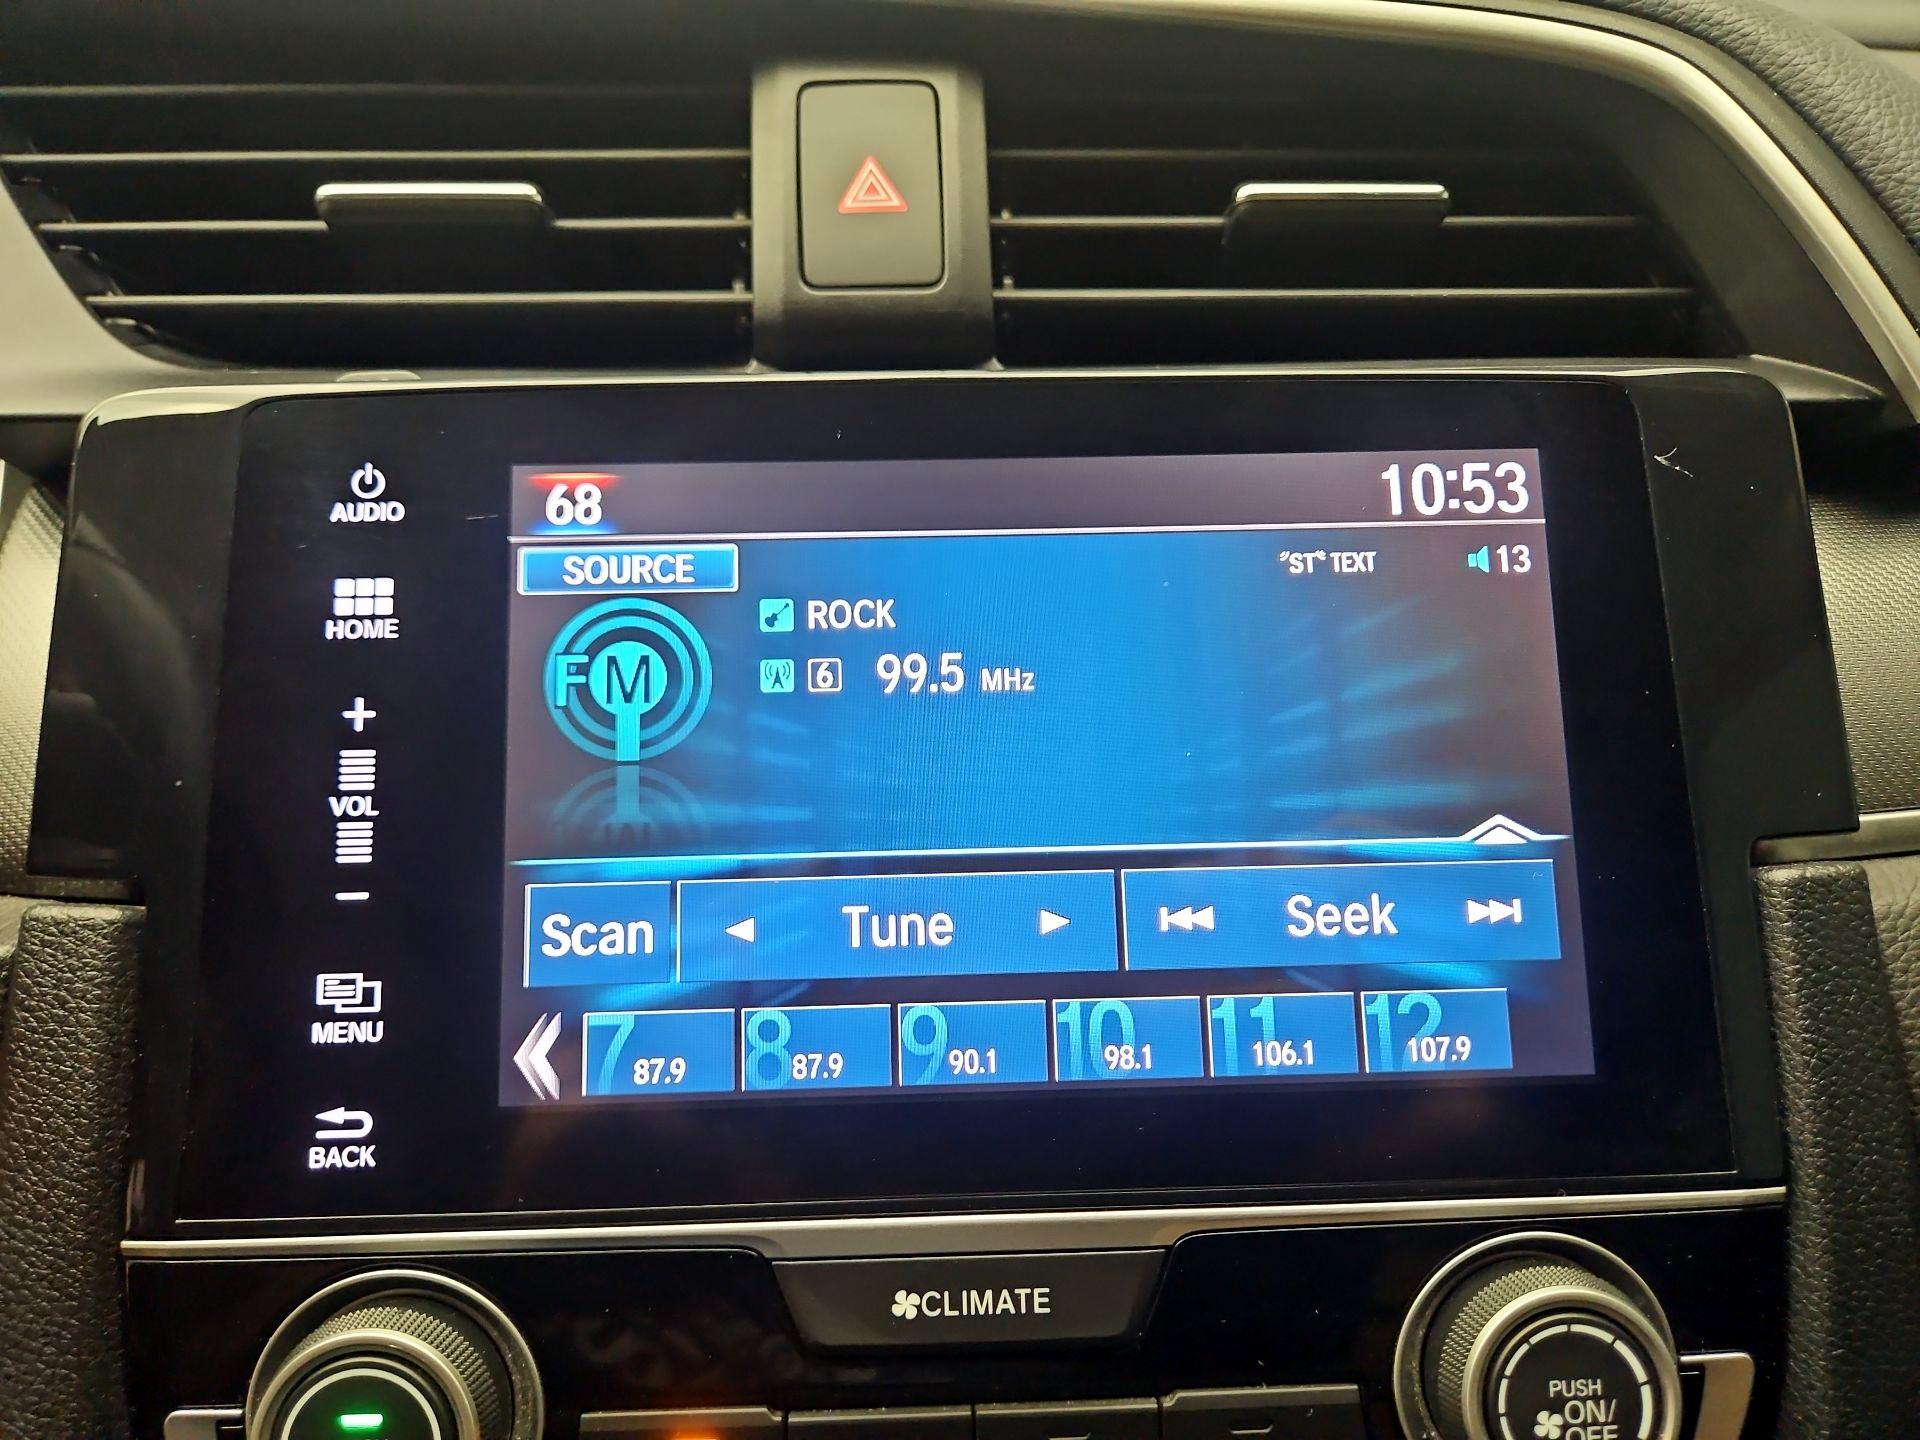 AUDIO
HOME
+
VOL
-
MENU
BACK
68
10:53
SOURCE
"ST" TEXT
13
FM
ROCK
6 99.5 MHz
Scan
Tune
Seek
7 87.9
8 87.9
9 90.1
10 98.1
11 106.1
12 107.9
CLIMATE
PUSH
ON/
OFF